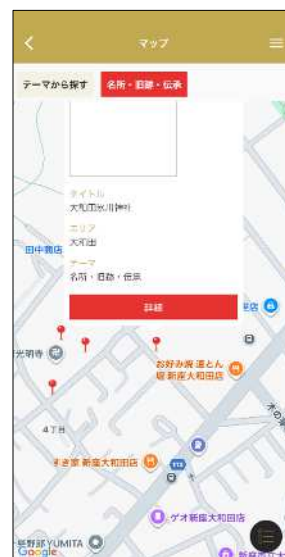 マップ
テーマから探す
名所・旧跡・伝承
タイトル
大和田氷川神社
エリア
大和田
テーマ
名所・旧跡・伝承
詳細
田中商店
光明寺
お好み焼 道とん
堀 新座大和田店
4丁目
すき家 新座大和田店
113
ゲオ新座大和田店
YUMITA
Google